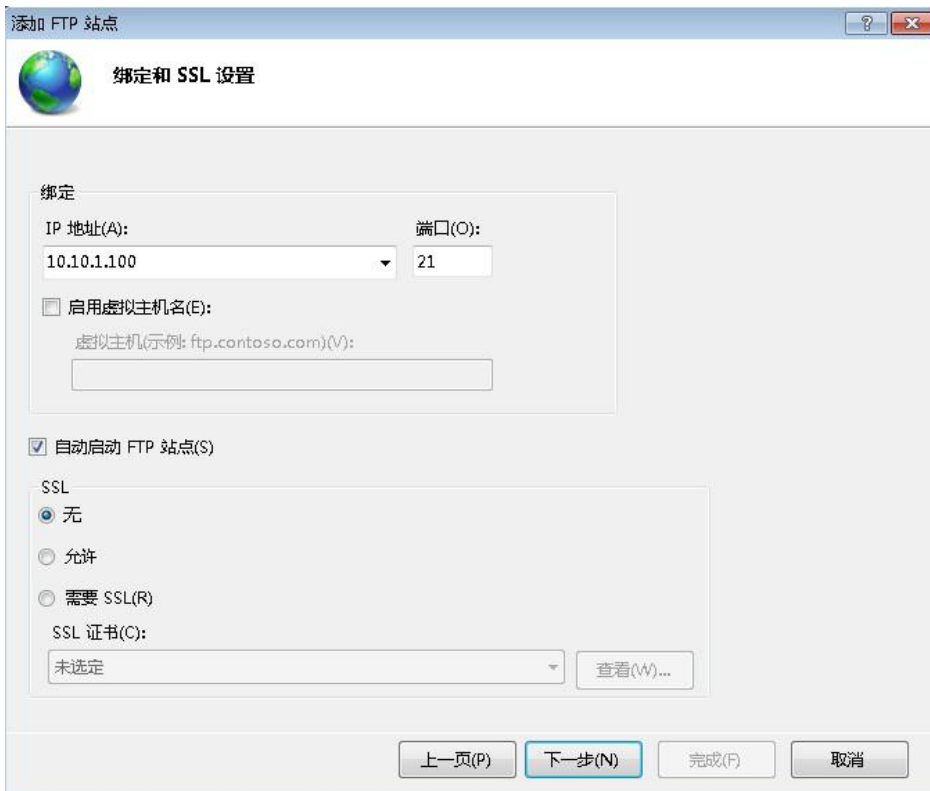 添加 FTP 站点
绑定和 SSL 设置
绑定
IP 地址(A): 端口(O):
10.10.1.100 21
启用虚拟主机名(E):
虚拟主机(示例: ftp.contoso.com)(V):
自动启动 FTP 站点(S)
SSL
无
允许
需要 SSL(R)
SSL 证书(C):
未选定 查看(W)...
上一页(P) 下一步(N) 完成(F) 取消